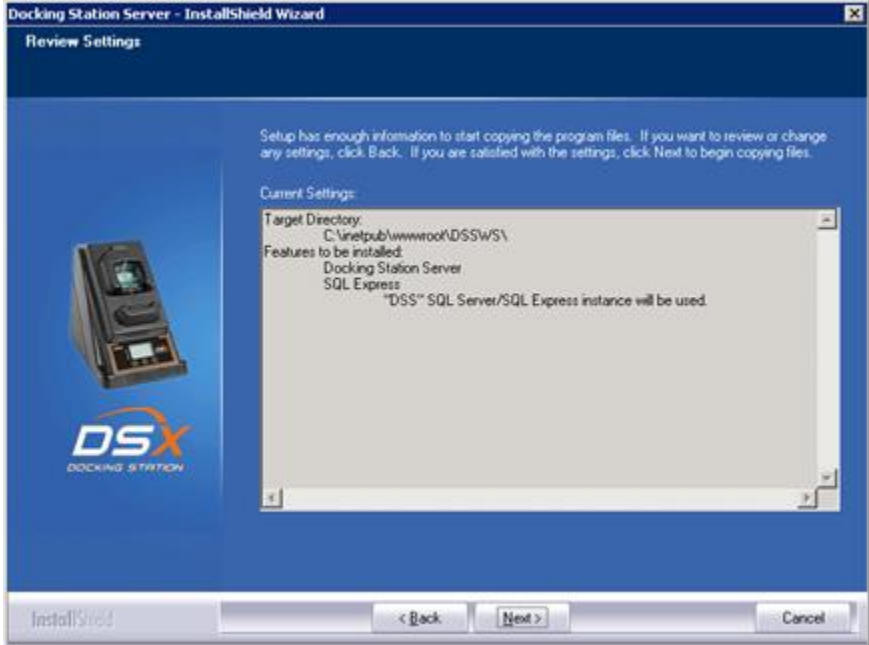 Docking Station Server - InstallShield Wizard
Review Settings
Setup has enough information to start copying the program files. If you want to review or change
any settings, click Back. If you are satisfied with the settings, click Next to begin copying files.
Current Settings:
Target Directory:
C:\inetpub\wwwroot\DSSWS\
Features to be installed:
Docking Station Server
SQL Express
"DSS" SQL Server/SQL Express instance will be used.
DSX
DOCKING STATION
InstallShield
< Back
Next >
Cancel